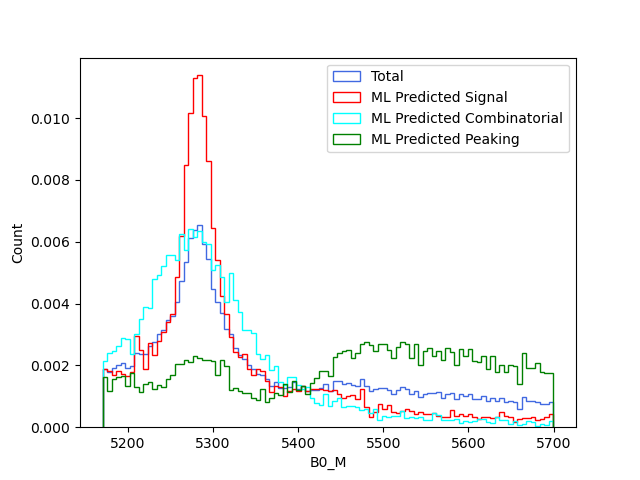 Total
ML Predicted Signal
ML Predicted Combinatorial
ML Predicted Peaking
0.010
0.008
0.006
0.004
0.002
0.000
Count
5200 5300 5400 5500 5600 5700
B0_M